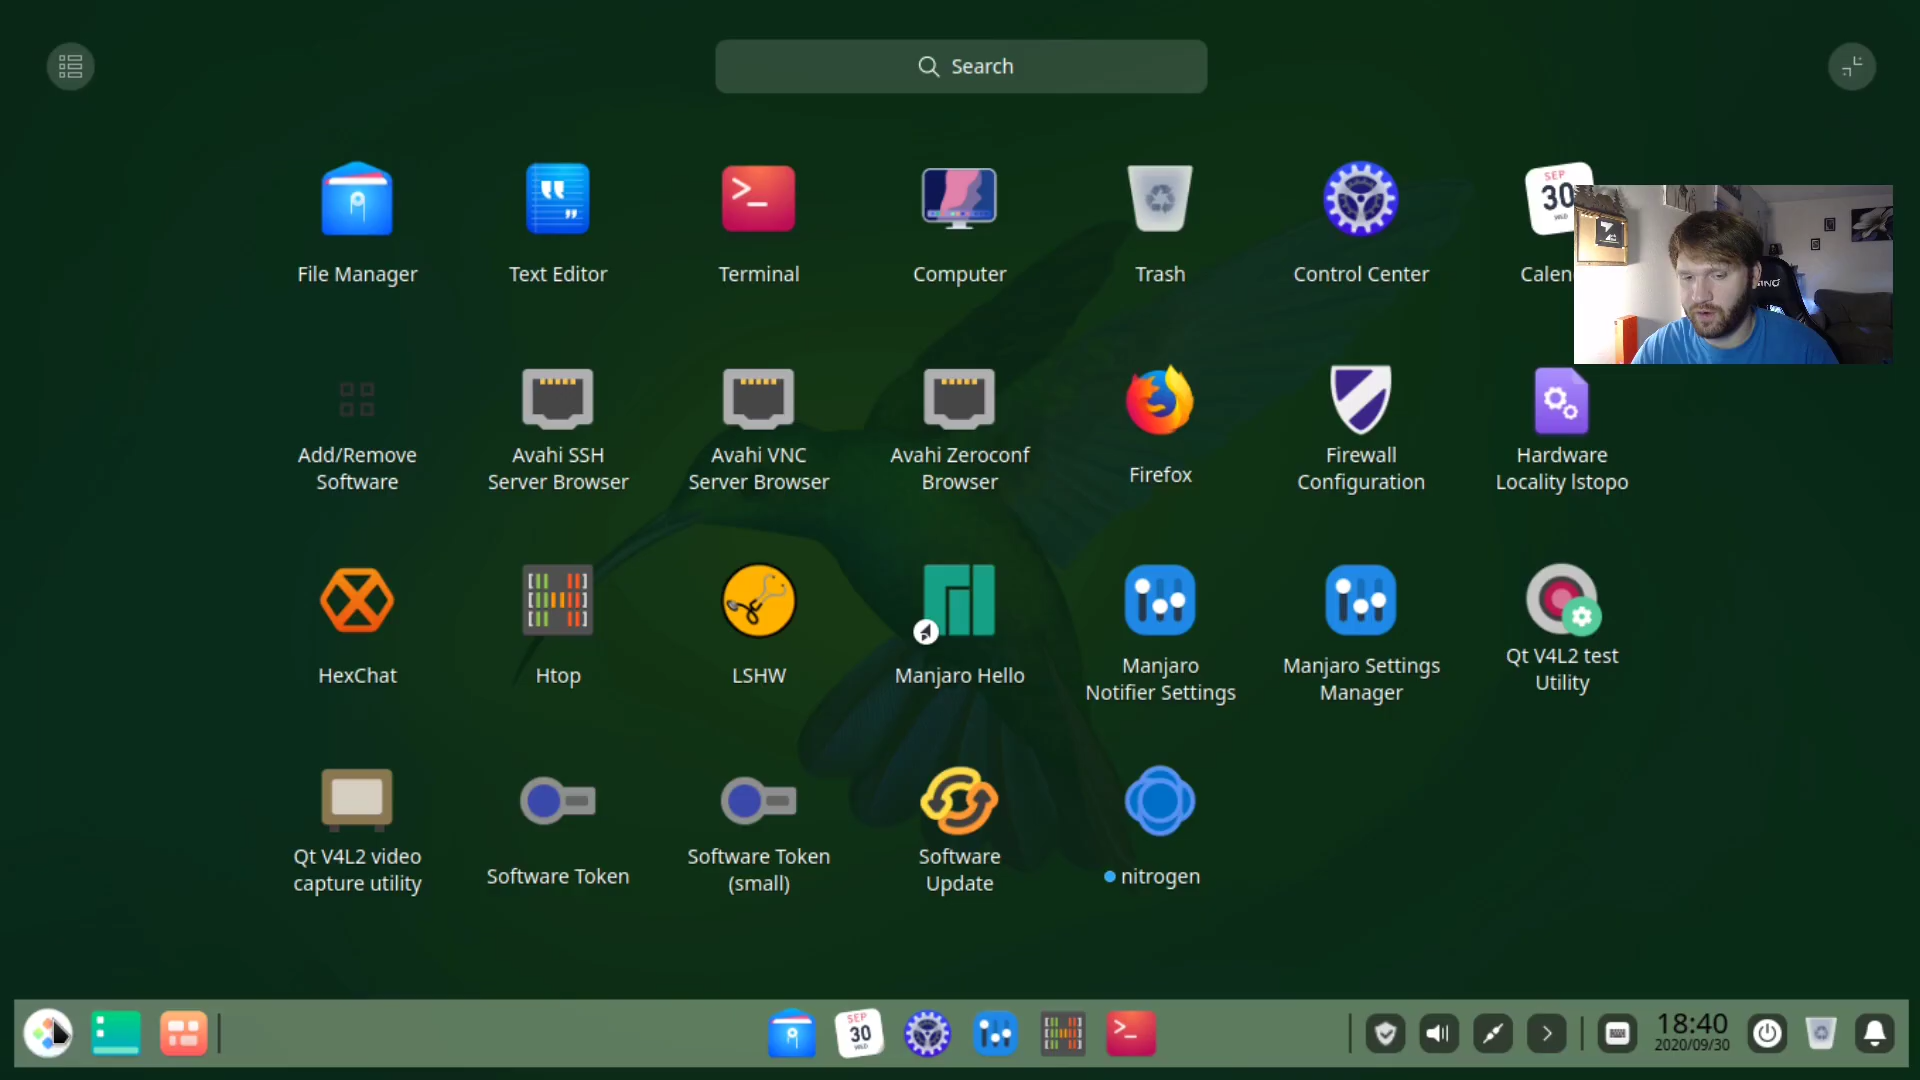 Search
SEP
30
WED
File Manager
Text Editor
Terminal
Computer
Trash
Control Center
Calen
Add/Remove
Software
Avahi SSH
Server Browser
Avahi VNC
Server Browser
Avahi Zeroconf
Browser
Firefox
Firewall
Configuration
Hardware
Locality lstopo
HexChat
Htop
LSHW
Manjaro Hello
Manjaro
Notifier Settings
Manjaro Settings
Manager
Qt V4L2 test
Utility
Qt V4L2 video
capture utility
Software Token
Software Token
(small)
Software
Update
nitrogen
SEP
30
18:40
2020/09/30